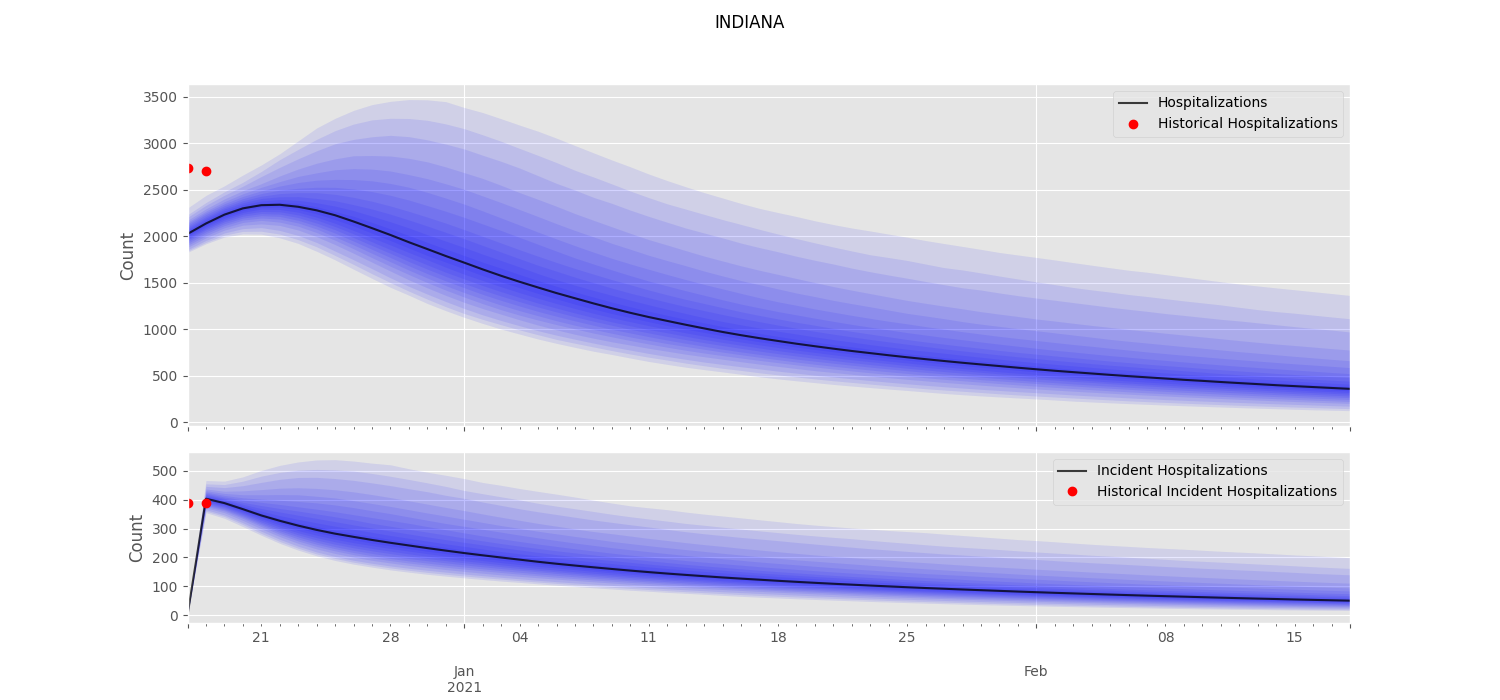 INDIANA
3500
3000
2500
2000
1500
1000
500
0
Count
Hospitalizations
Historical Hospitalizations
500
400
300
200
100
0
Count
Incident Hospitalizations
Historical Incident Hospitalizations
21 28 04 11 18 25 08 15
Jan Feb
2021